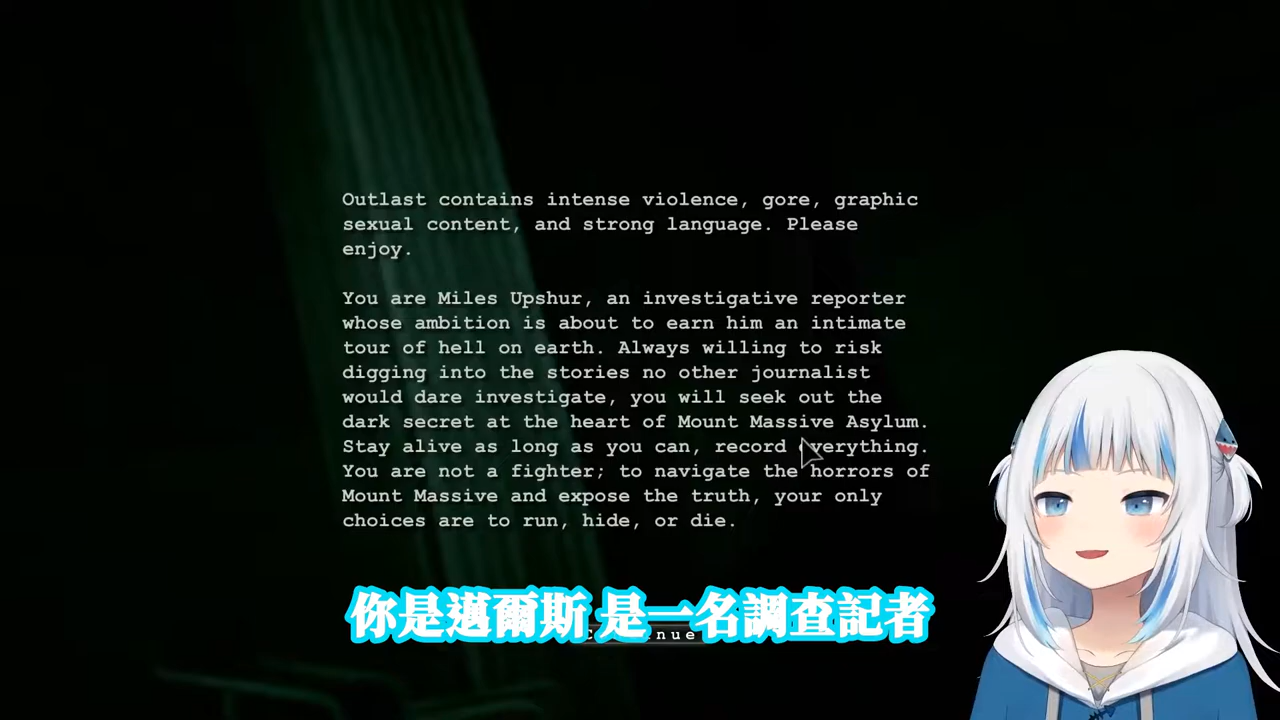 Outlast contains intense violence, gore, graphic
sexual content, and strong language. Please
enjoy.
You are Miles Upshur, an investigative reporter
whose ambition is about to earn him an intimate
tour of hell on earth. Always willing to risk
digging into the stories no other journalist
would dare investigate, you will seek out the
dark secret at the heart of Mount Massive Asylum.
Stay alive as long as you can, record everything.
You are not a fighter; to navigate the horrors of
Mount Massive and expose the truth, your only
choices are to run, hide, or die.
你是邁爾斯 是一名調查記者